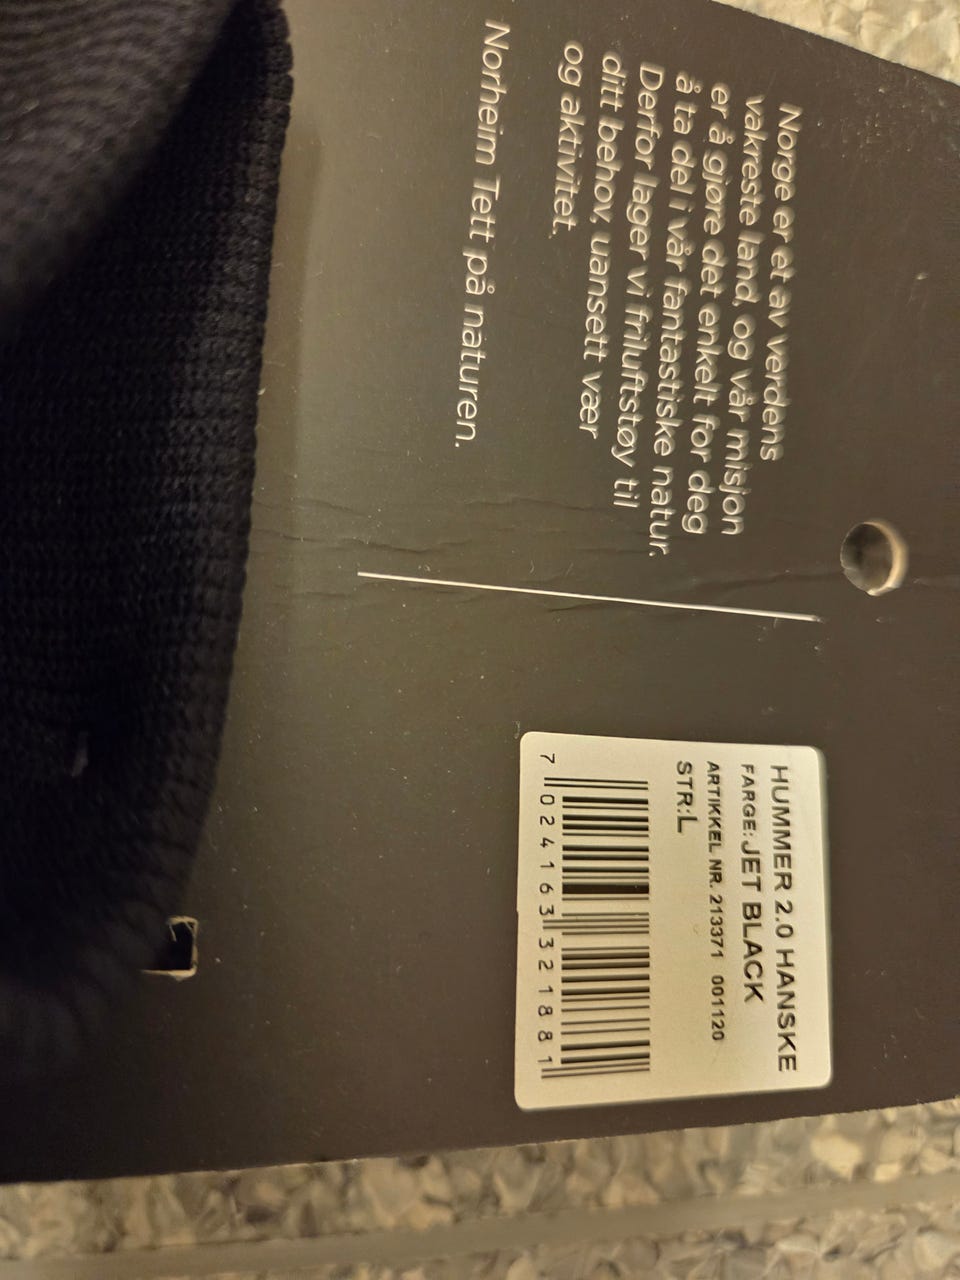 Norge er et av verdens
vakreste land, og vår misjon
er å gjøre det enkelt for deg
å ta del i vår fantastiske natur.
Derfor lager vi friluftstøy til
ditt behov, uansett vær
og aktivitet.
Norheim Tett på naturen.
HUMMER 2.0 HANSKE
FARGE: JET BLACK
ARTIKKEL NR. 213371 001120
STR:L
7 024163 321881